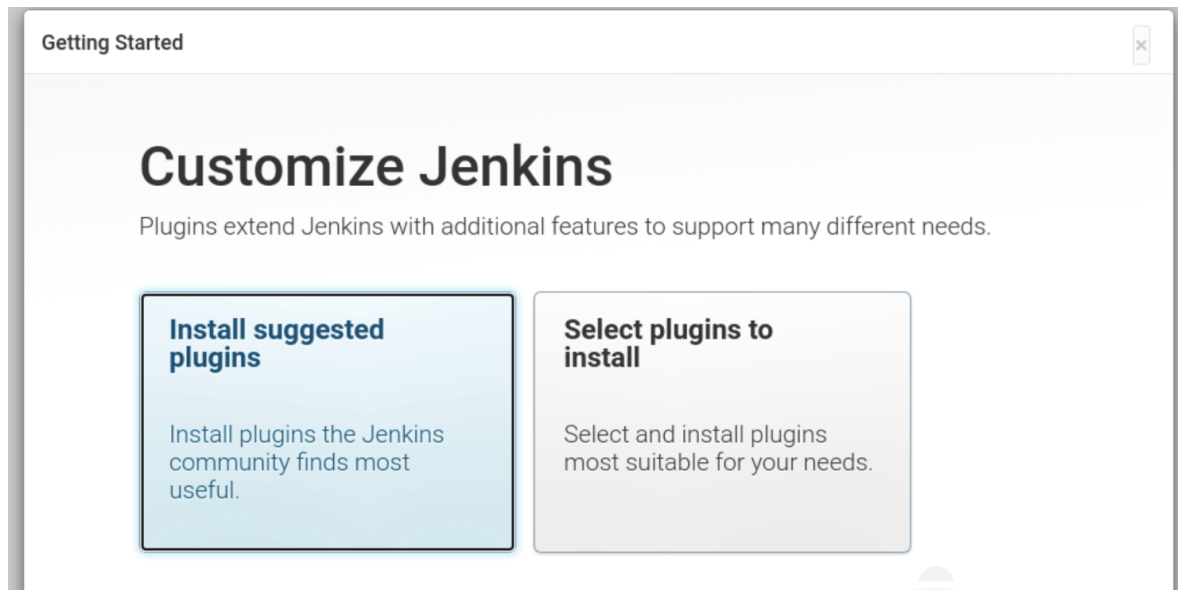 Getting Started
×
Customize Jenkins
Plugins extend Jenkins with additional features to support many different needs.
Install suggested
plugins
Install plugins the Jenkins
community finds most
useful.
Select plugins to
install
Select and install plugins
most suitable for your needs.